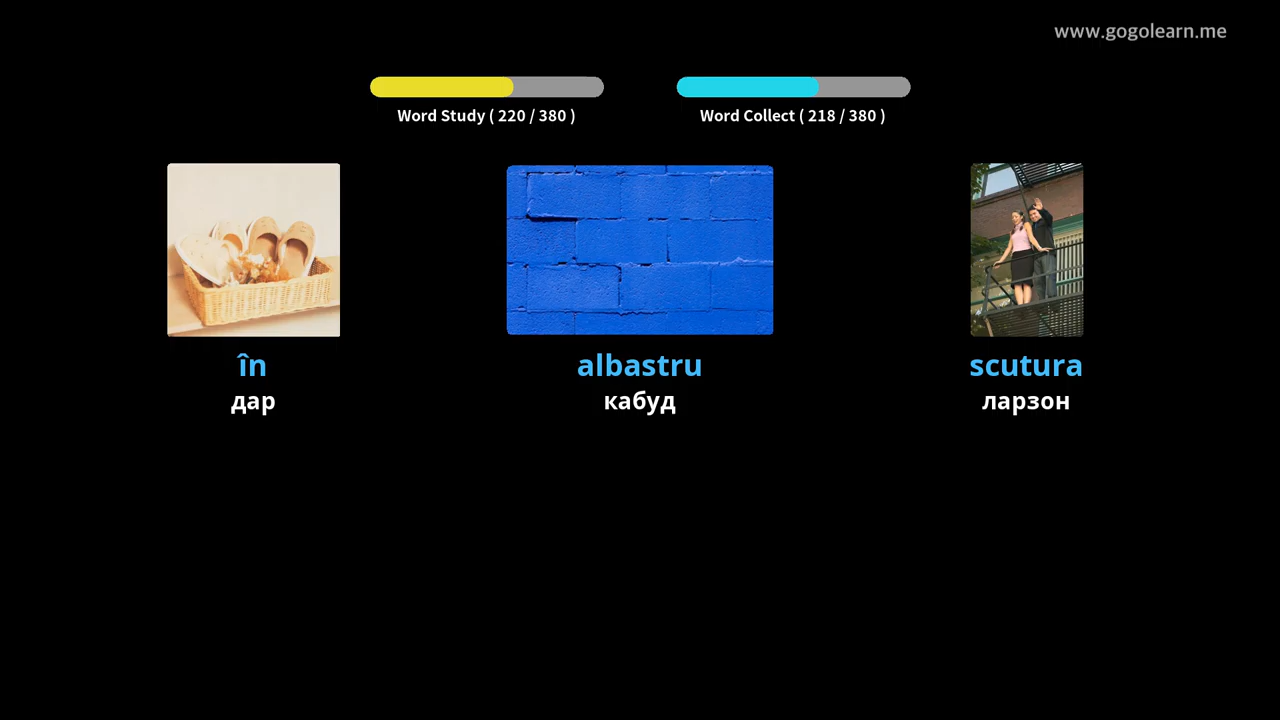 www.gogolearn.me
Word Study ( 220 / 380 )
Word Collect ( 218 / 380 )
în
дар
albastru
кабуд
scutura
ларзон